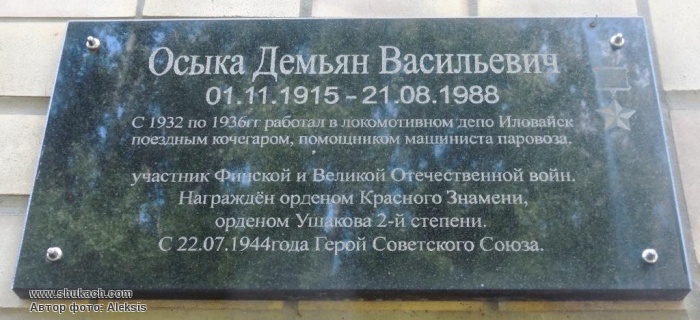 Осыка Демьян Васильевич
01.11.1915 - 21.08.1988
С 1932 по 1936гг работал в локомотивном депо Иловайск
поездным кочегаром, помощником машиниста паровоза.
участник Финской и Великой Отечественной войн.
Награждён орденом Красного Знамени,
орденом Ушакова 2-й степени.
С 22.07.1944года Герой Советского Союза.
www.shukach.com
Автор фото: Aleksis